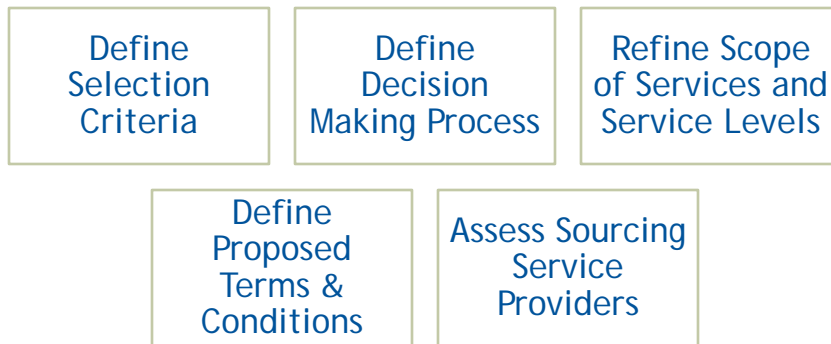 Define
Selection
Criteria
Define
Decision
Making Process
Refine Scope
of Services and
Service Levels
Define
Proposed
Terms &
Conditions
Assess Sourcing
Service
Providers